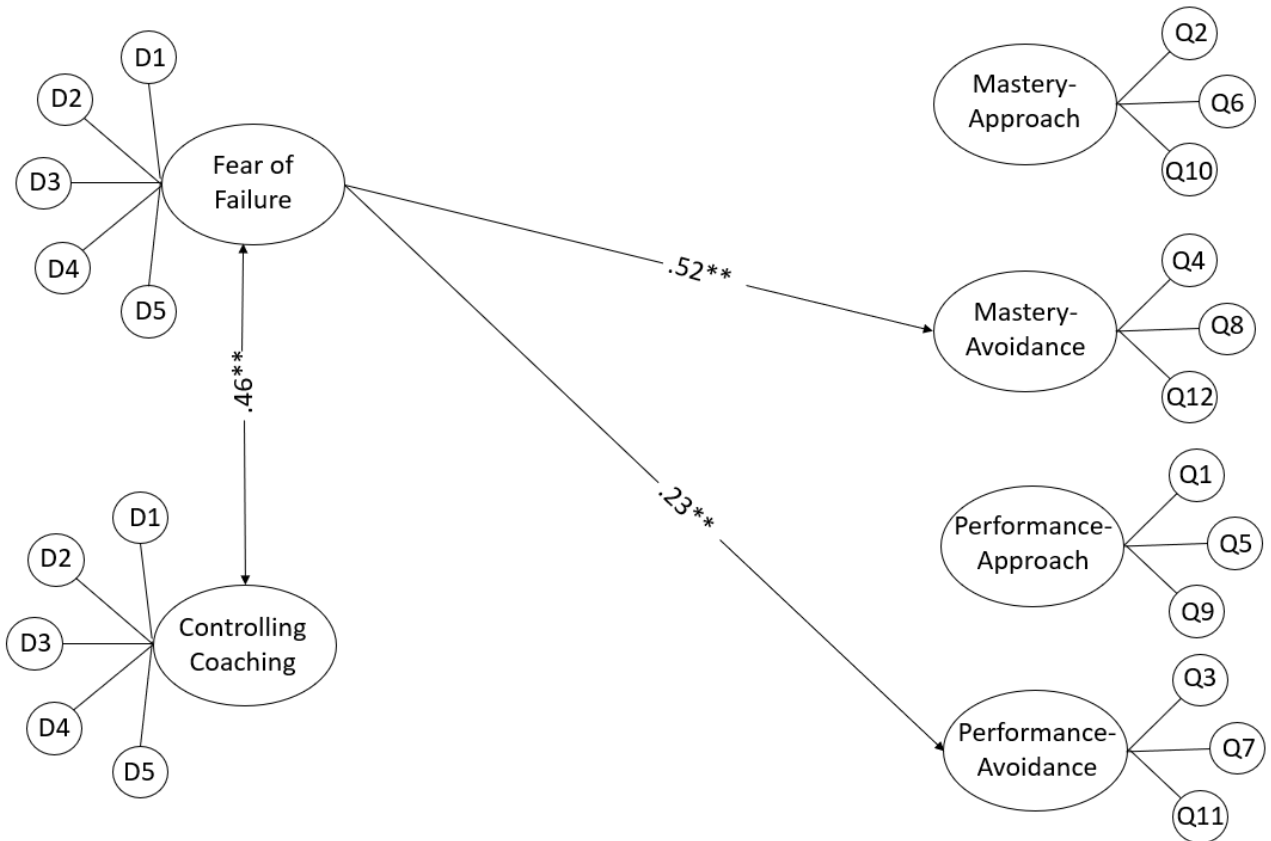 D1
D2
D3
D4
D5
Fear of
Failure
.46**
D1
D2
D3
D4
D5
Controlling
Coaching
.52**
.23**
Mastery-
Approach
Q2
Q6
Q10
Mastery-
Avoidance
Q4
Q8
Q12
Performance-
Approach
Q1
Q5
Q9
Performance-
Avoidance
Q3
Q7
Q11